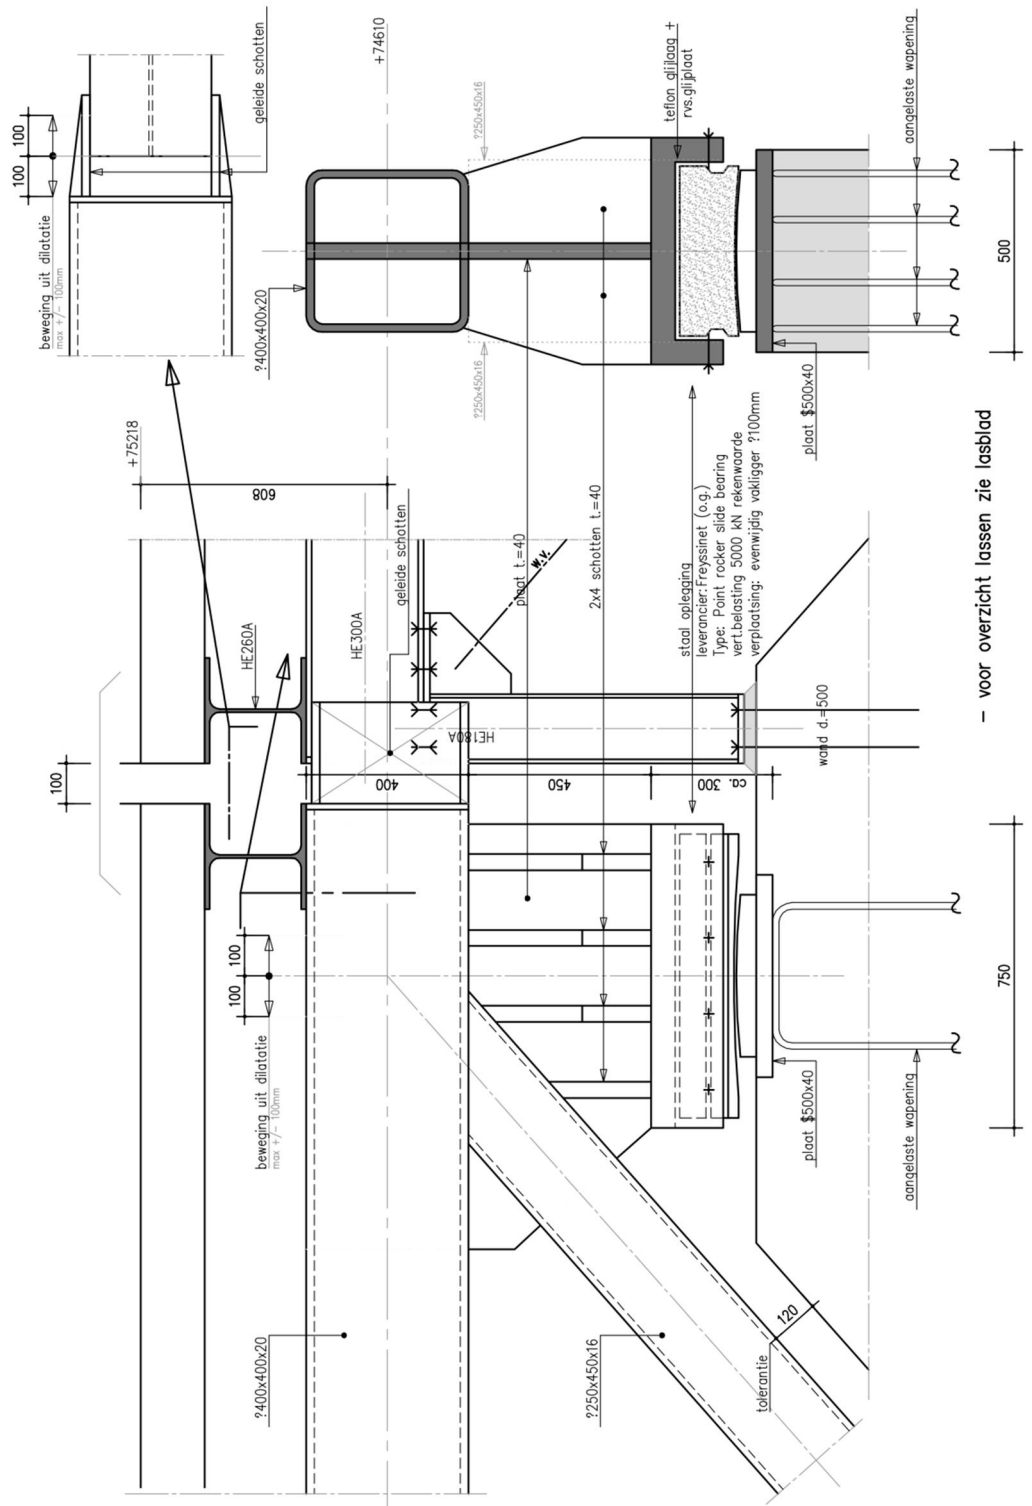 100
100
beweging uit dilatatie
max +/- 100mm
geleide schotten
+75218
608
HE260A
HE300A
geleide schotten
100
400
450
ca. 300
HE180A
w.v.
100
100
beweging uit dilatatie
max +/- 100mm
?400x400x20
?250x450x16
tolerantie
120
plaat $500x40
aangelaste wapening
750
wand d.=500
plaat t.=40
2x4 schotten t.=40
staal oplegging
leverancier:Freyssinet (o.g.)
Type: Point rocker slide bearing
vert.belasting 5000 kN rekenwaarde
verplaatsing: evenwijdig vakligger ?100mm
+74610
?400x400x20
?250x450x16
?250x450x16
teflon glijlaag +
rvs.glijplaat
plaat $500x40
aangelaste wapening
500
- voor overzicht lassen zie lasblad